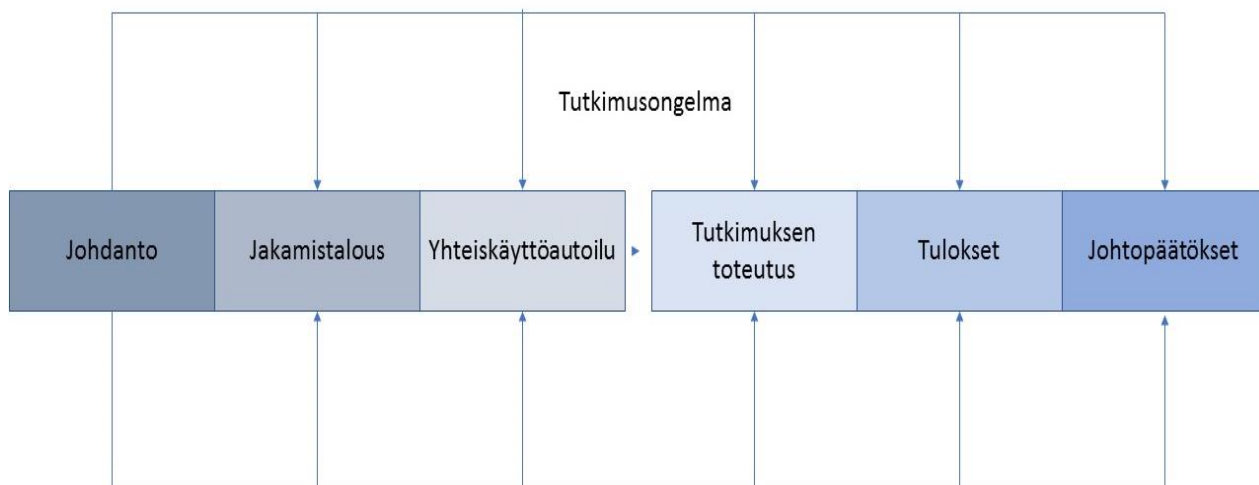 Tutkimusongelma
Johdanto
Jakamistalous
Yhteiskäyttöautoilu
Tutkimuksen
toteutus
Tulokset
Johtopäätökset